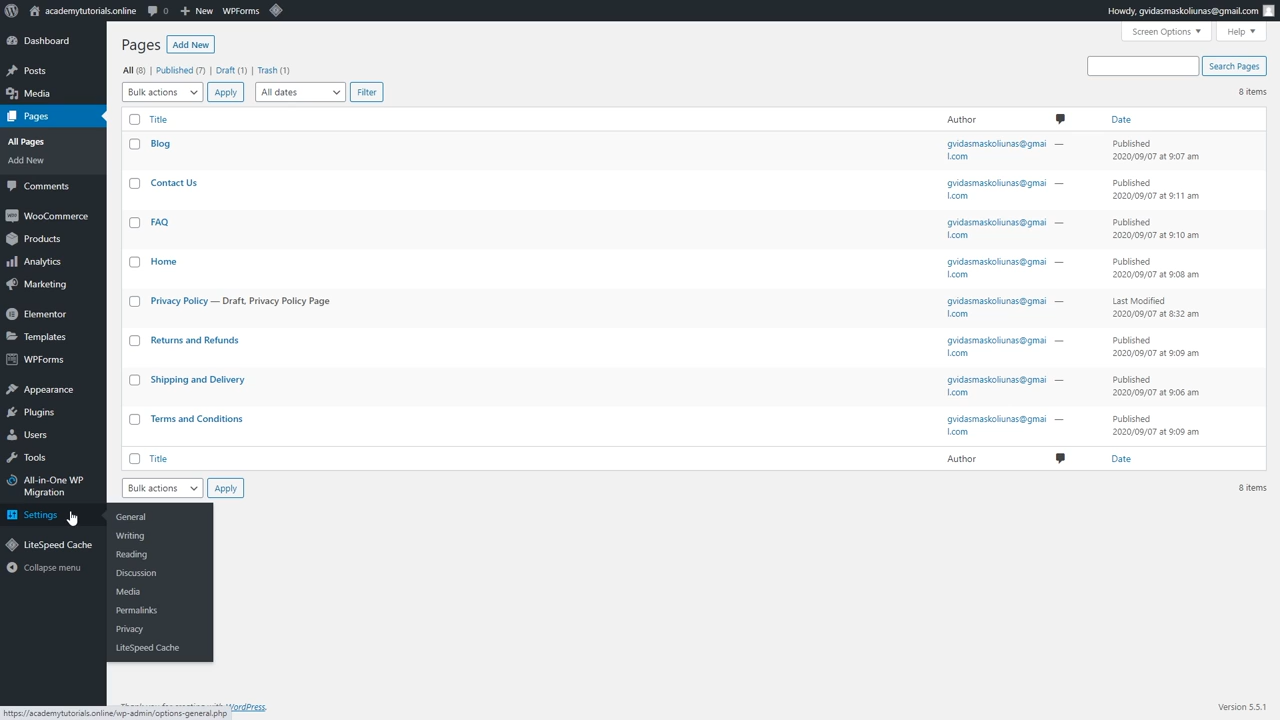 academytutorials.online 0 New WPForms Howdy, gvidasmaskoliunas@gmail.com
Screen Options Help
Dashboard
Posts
Media
Pages
All Pages
Add New
Comments
WooCommerce
Products
Analytics
Marketing
Elementor
Templates
WPForms
Appearance
Plugins
Users
Tools
All-in-One WP
Migration
Settings
LiteSpeed Cache
Collapse menu
General
Writing
Reading
Discussion
Media
Permalinks
Privacy
LiteSpeed Cache
Pages Add New
All (8) | Published (7) | Draft (1) | Trash (1)
Search Pages
Bulk actions Apply All dates Filter 8 items
Title Author Date
Blog gvidasmaskoliunas@gmai — Published
l.com 2020/09/07 at 9:07 am
Contact Us gvidasmaskoliunas@gmai — Published
l.com 2020/09/07 at 9:11 am
FAQ gvidasmaskoliunas@gmai — Published
l.com 2020/09/07 at 9:10 am
Home gvidasmaskoliunas@gmai — Published
l.com 2020/09/07 at 9:08 am
Privacy Policy — Draft, Privacy Policy Page gvidasmaskoliunas@gmai — Last Modified
l.com 2020/09/07 at 8:32 am
Returns and Refunds gvidasmaskoliunas@gmai — Published
l.com 2020/09/07 at 9:09 am
Shipping and Delivery gvidasmaskoliunas@gmai — Published
l.com 2020/09/07 at 9:06 am
Terms and Conditions gvidasmaskoliunas@gmai — Published
l.com 2020/09/07 at 9:09 am
Title Author Date
Bulk actions Apply 8 items
Thank you for creating with WordPress. Version 5.5.1
https://academytutorials.online/wp-admin/options-general.php